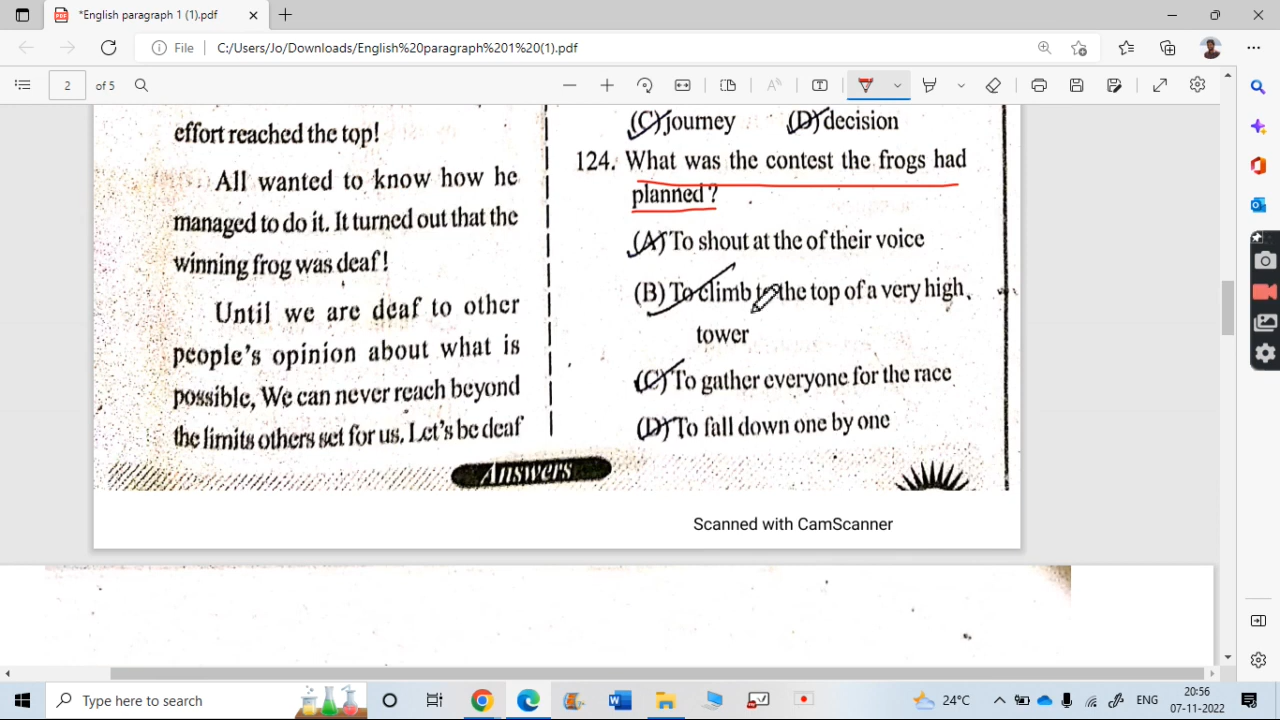 *English paragraph 1 (1).pdf
File
C:/Users/Jo/Downloads/English%20paragraph%201%20(1).pdf
2 of 5
effort reached the top!
All wanted to know how he
managed to do it. It turned out that the
winning frog was deaf!
Until we are deaf to other
people's opinion about what is
possible, We can never reach beyond
the limits others set for us. Let's be deaf
(C) journey (D) decision
124. What was the contest the frogs had
planned?
(A) To shout at the of their voice
(B) To climb to the top of a very high
tower
(C) To gather everyone for the race
(D) To fall down one by one
Answers
Scanned with CamScanner
Type here to search
24°C
ENG
20:56
07-11-2022